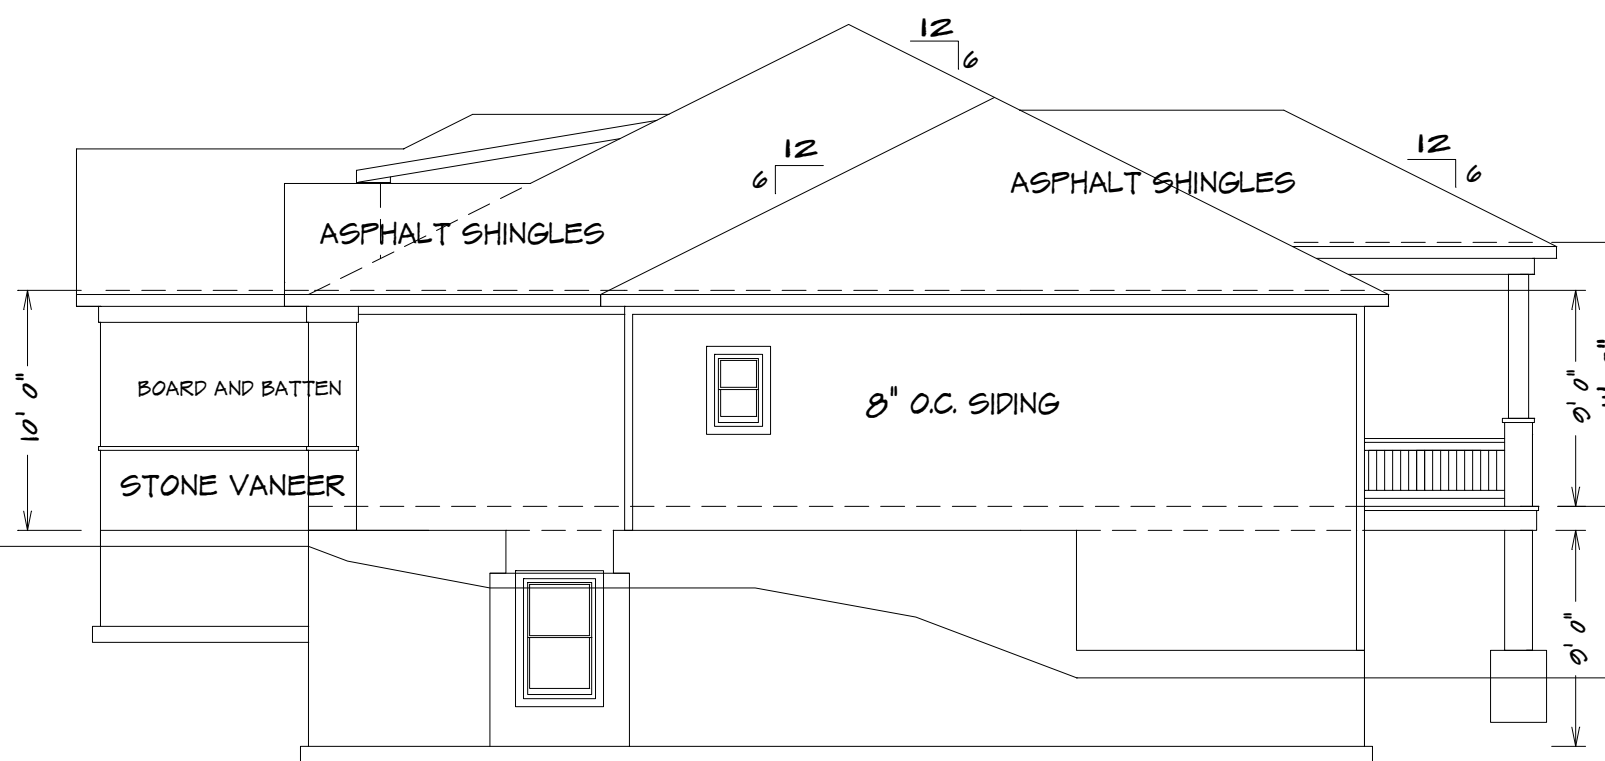 12
6
12
6
12
6
ASPHALT SHINGLES
ASPHALT SHINGLES
10' 0"
BOARD AND BATTEN
8" O.C. SIDING
9' 0"
STONE VANEER
9' 0"